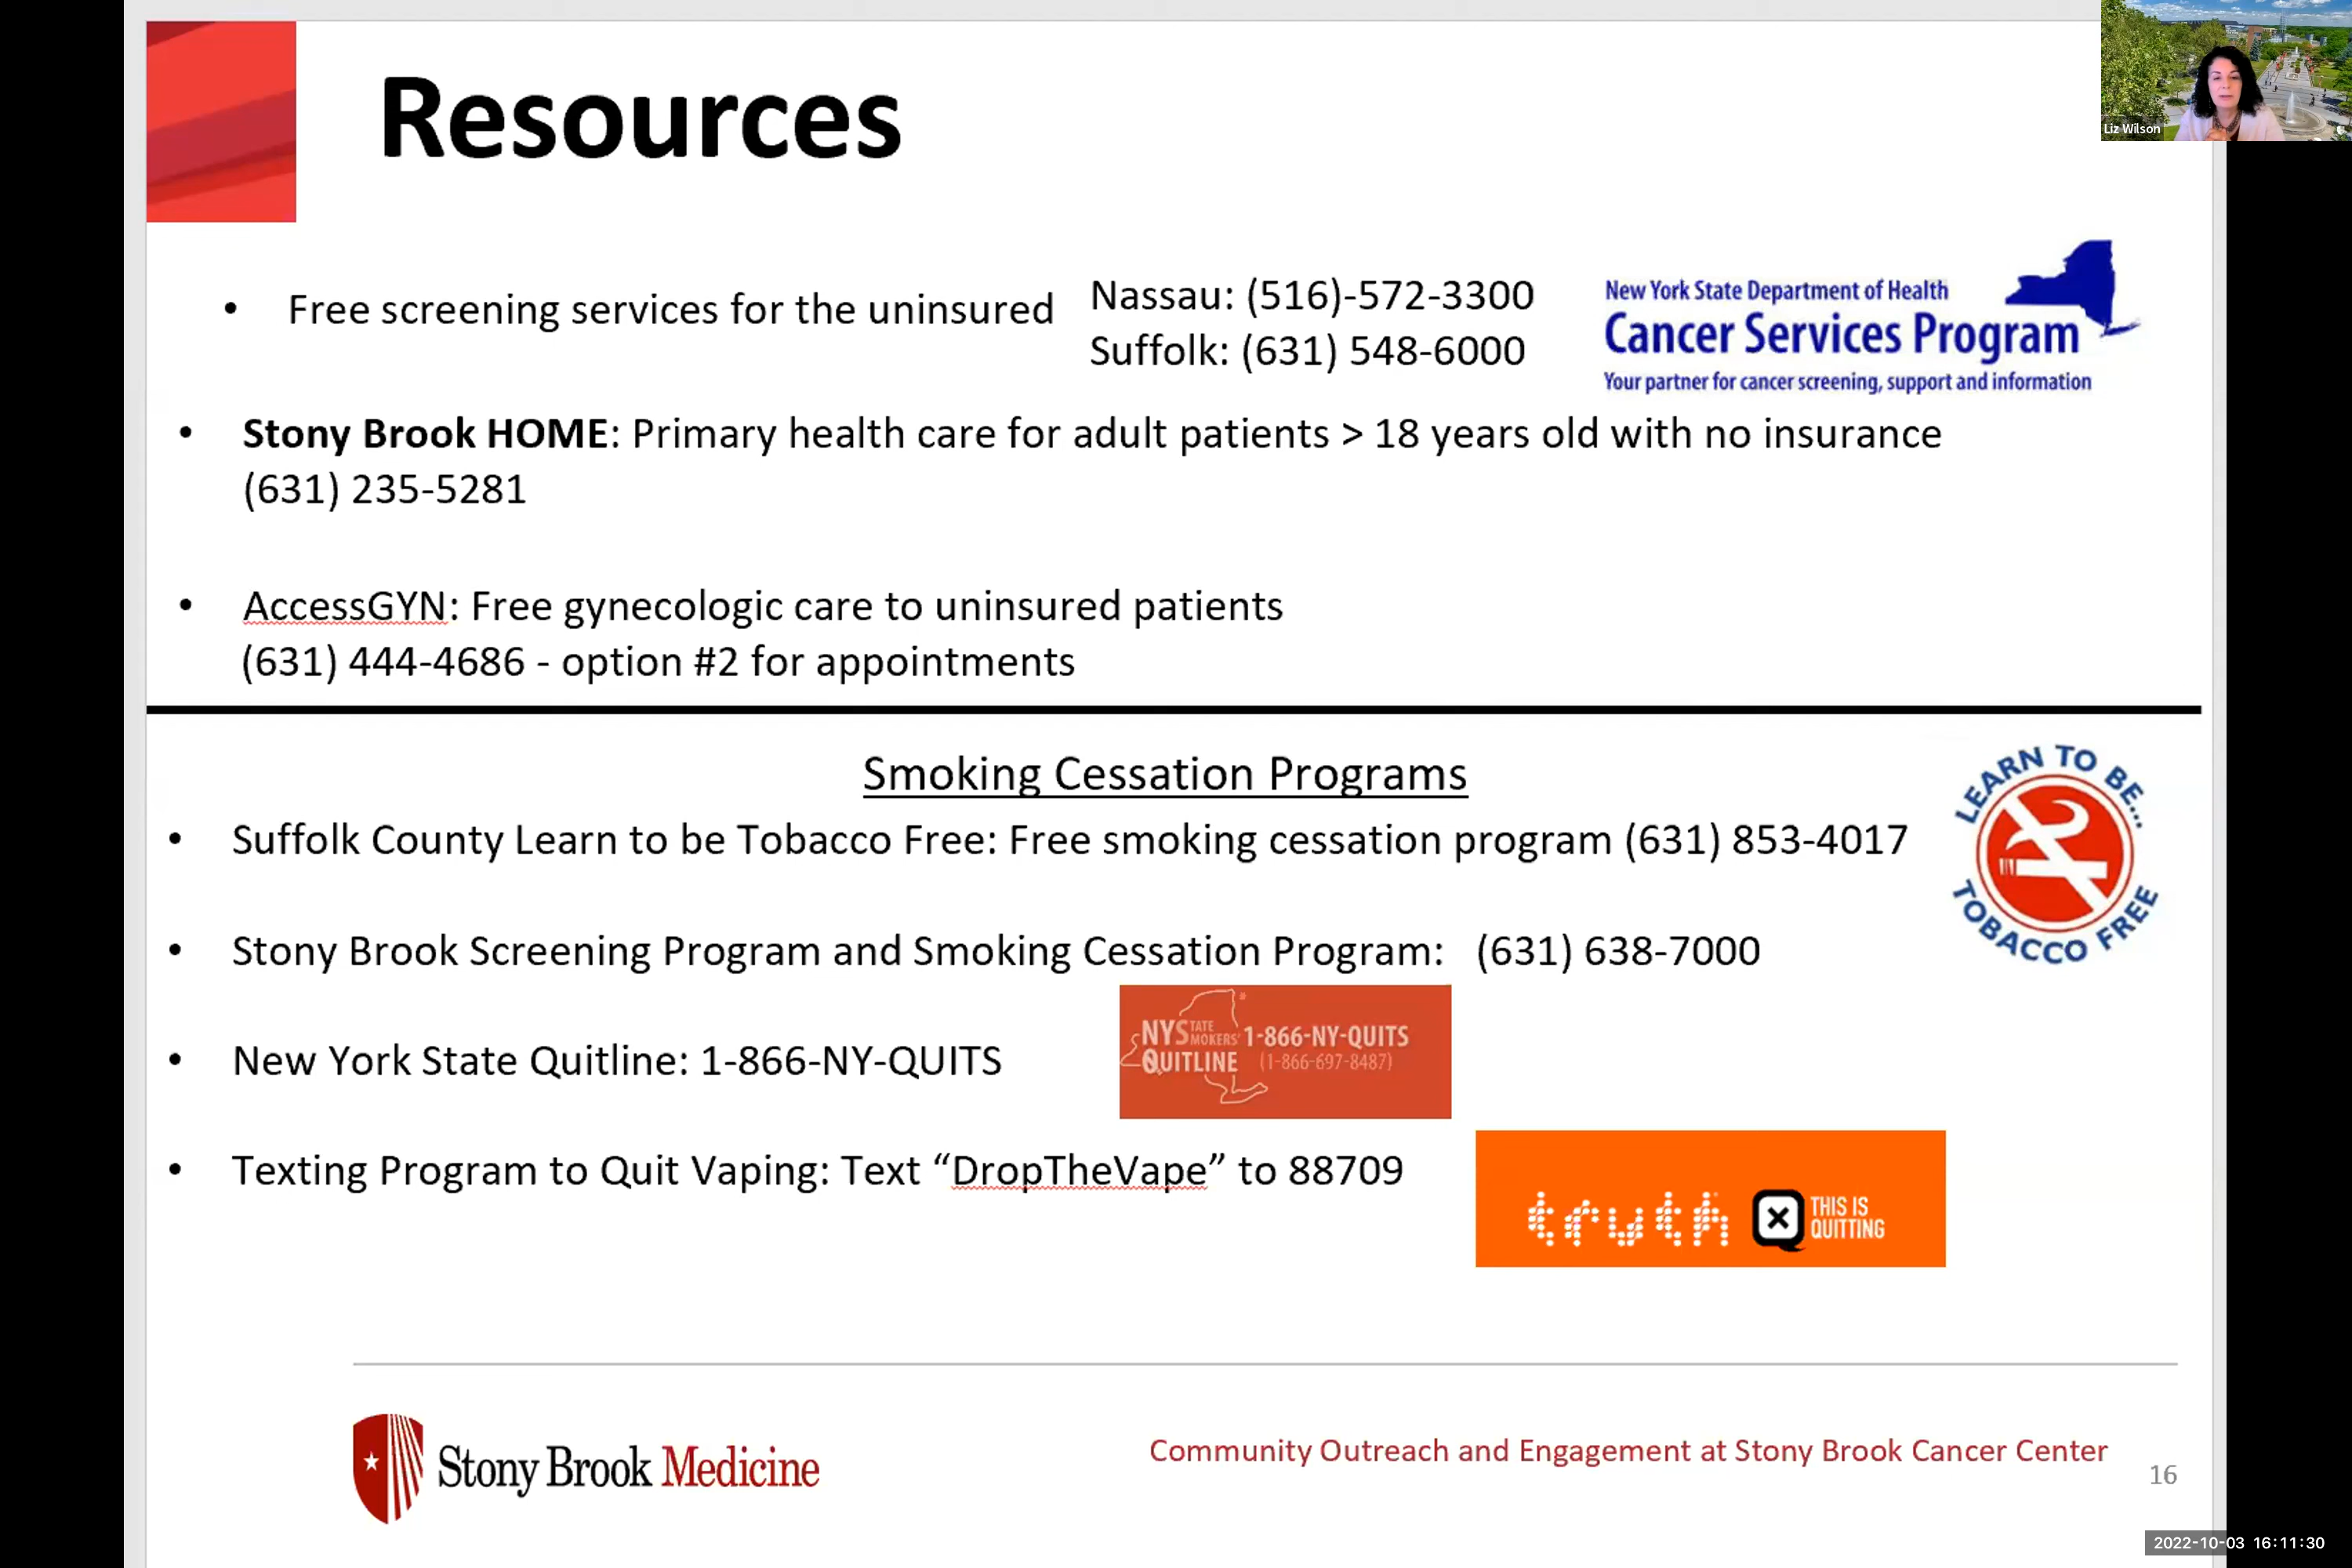 Resources
Liz Wilson
• Free screening services for the uninsured
Nassau: (516)-572-3300
Suffolk: (631) 548-6000
New York State Department of Health
Cancer Services Program
Your partner for cancer screening, support and information
• Stony Brook HOME: Primary health care for adult patients > 18 years old with no insurance
(631) 235-5281
• AccessGYN: Free gynecologic care to uninsured patients
(631) 444-4686 - option #2 for appointments
Smoking Cessation Programs
LEARN TO BE...
TOBACCO FREE
• Suffolk County Learn to be Tobacco Free: Free smoking cessation program (631) 853-4017
• Stony Brook Screening Program and Smoking Cessation Program: (631) 638-7000
• New York State Quitline: 1-866-NY-QUITS
NYSTATE SMOKERS' 1-866-NY-QUITS
QUITLINE (1-866-697-8487)
• Texting Program to Quit Vaping: Text “DropTheVape” to 88709
truth
THIS IS
QUITTING
Stony Brook Medicine
Community Outreach and Engagement at Stony Brook Cancer Center
16
2022-10-03 16:11:30